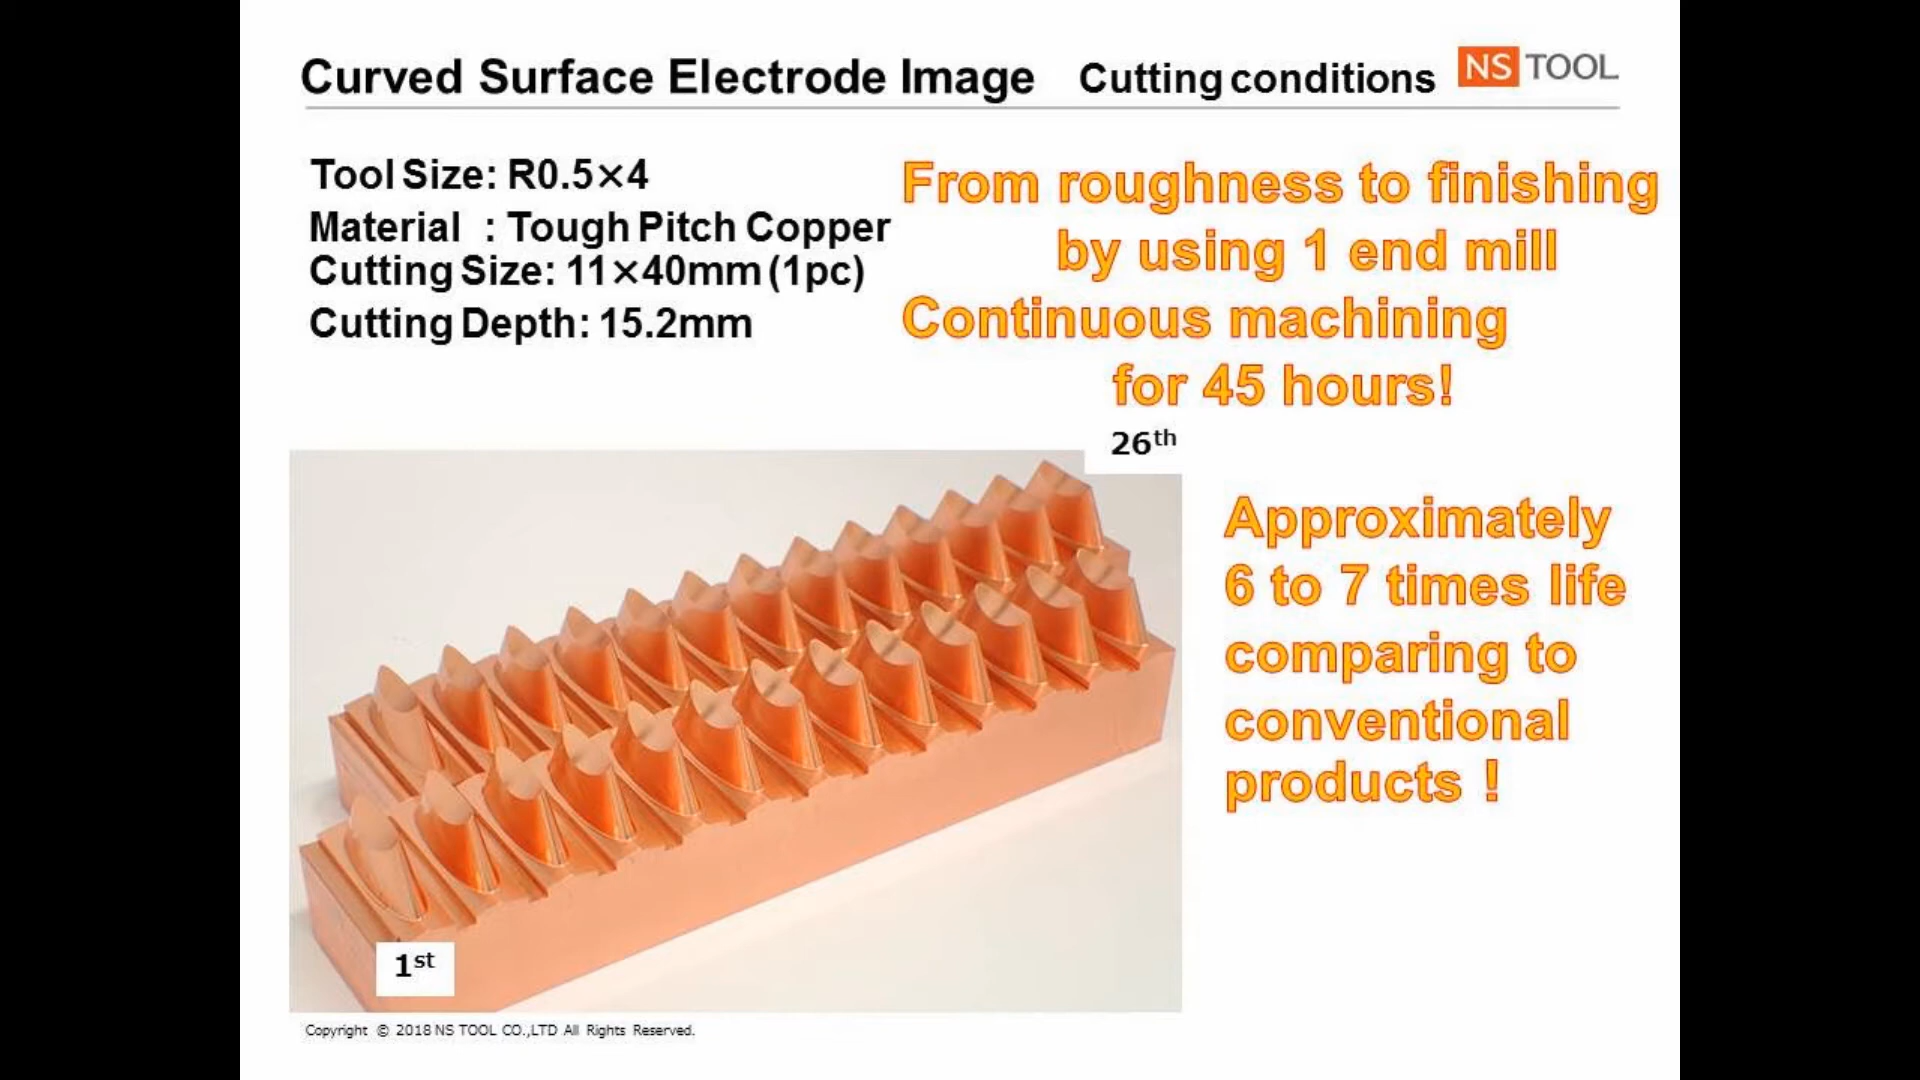 Curved Surface Electrode Image Cutting conditions NS TOOL
Tool Size: R0.5×4
Material : Tough Pitch Copper
Cutting Size: 11×40mm (1pc)
Cutting Depth: 15.2mm
From roughness to finishing
by using 1 end mill
Continuous machining
for 45 hours!
26th
Approximately
6 to 7 times life
comparing to
conventional
products !
1st
Copyright © 2018 NS TOOL CO.,LTD All Rights Reserved.